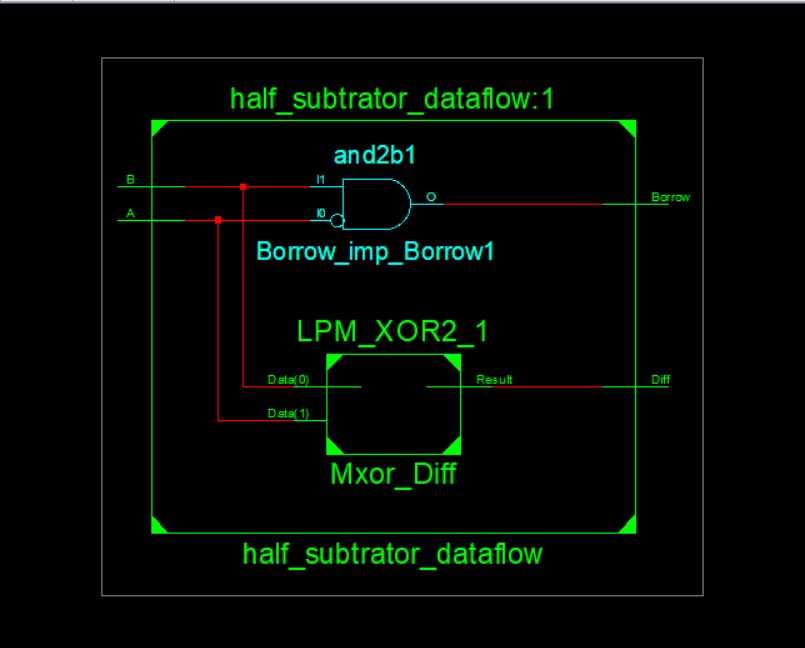 half_subtrator_dataflow:1
and2b1
B
I1
O
Borrow
A
I0
Borrow_imp_Borrow1
LPM_XOR2_1
Data(0)
Result
Diff
Data(1)
Mxor_Diff
half_subtrator_dataflow